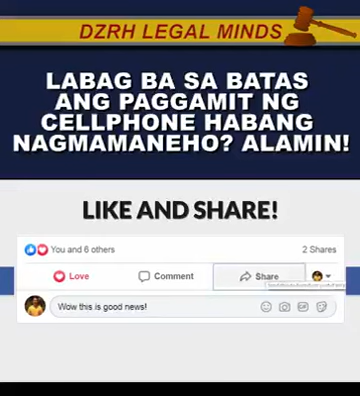 DZRH LEGAL MINDS
LABAG BA SA BATAS
ANG PAGGAMIT NG
CELLPHONE HABANG
NAGMAMANEHO? ALAMIN!
LIKE AND SHARE!
You and 6 others 2 Shares
Love Comment Share
Wow this is good news! GIF